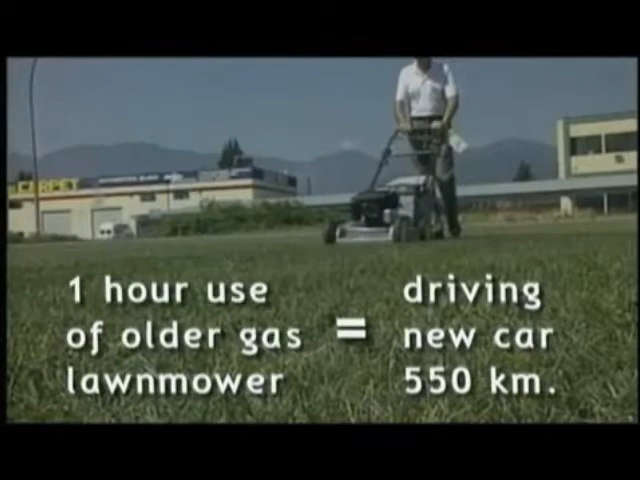 CARPET
1 hour use
of older gas
lawnmower
=
driving
new car
550 km.